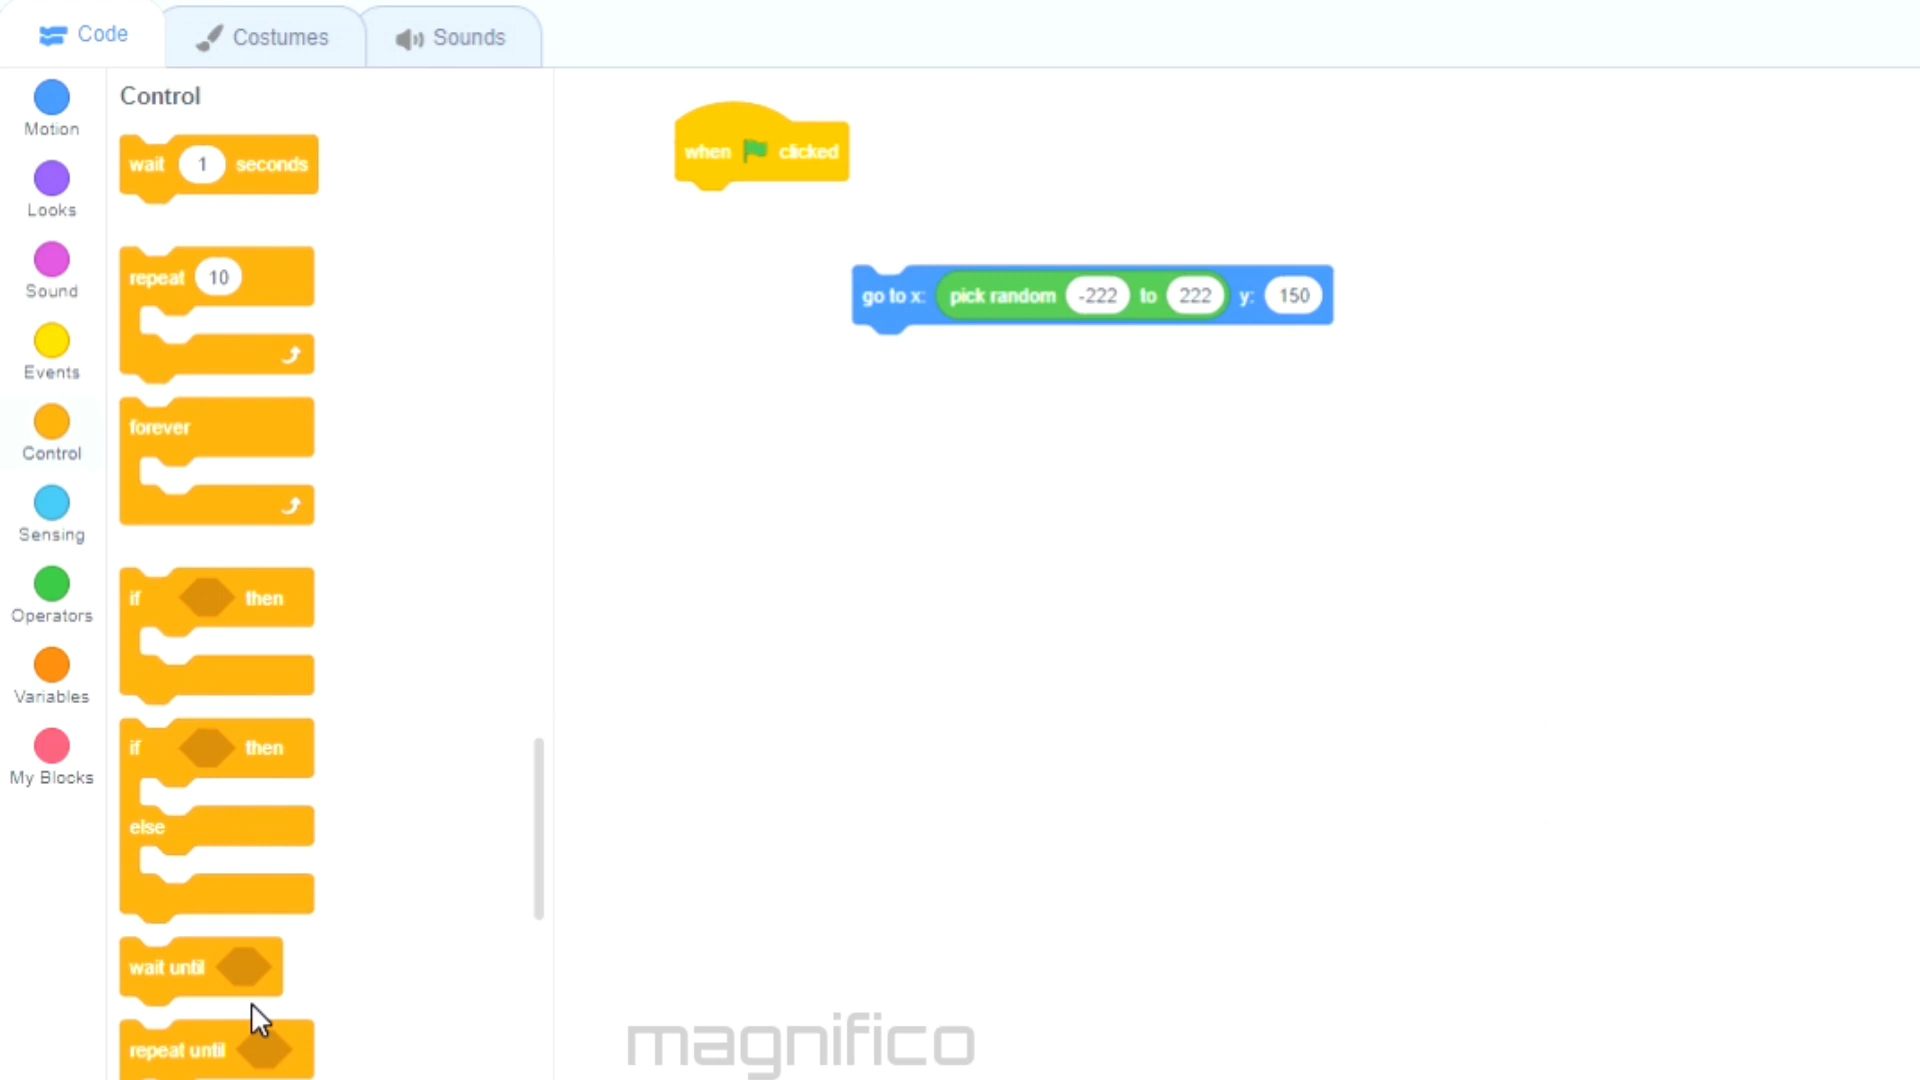 Code
Costumes
Sounds
Motion
Looks
Sound
Events
Control
Sensing
Operators
Variables
My Blocks
Control
wait 1 seconds
repeat 10
forever
if then
if then
else
wait until
repeat until
when clicked
go to x: pick random -222 to 222 y: 150
magnifico